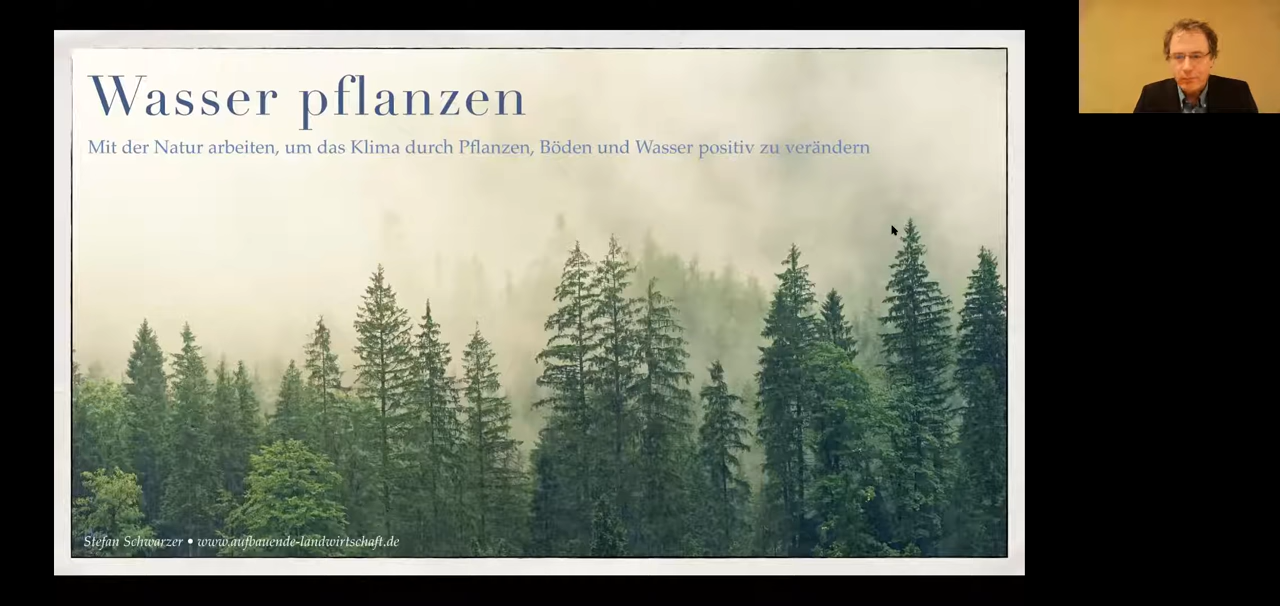 Wasser pflanzen
Mit der Natur arbeiten, um das Klima durch Pflanzen, Böden und Wasser positiv zu verändern
Stefan Schwarzer • www.aufbauende-landwirtschaft.de